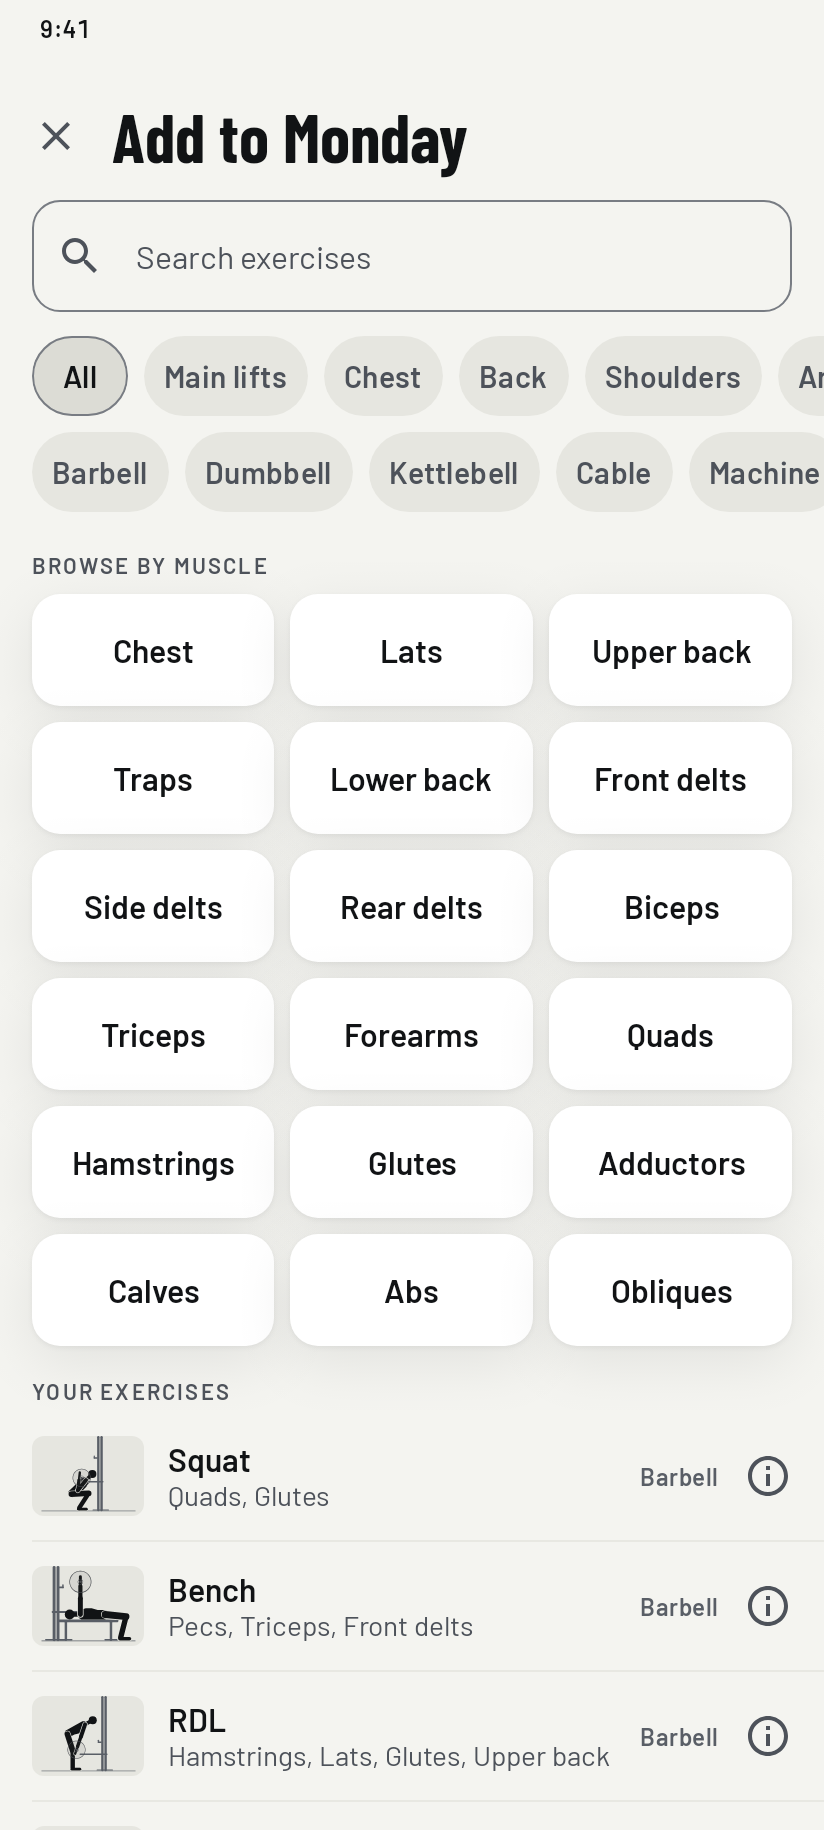 9:41
Add to Monday
Search exercises
All Main lifts Chest Back Shoulders
Barbell Dumbbell Kettlebell Cable Machine
BROWSE BY MUSCLE
Chest Lats Upper back
Traps Lower back Front delts
Side delts Rear delts Biceps
Triceps Forearms Quads
Hamstrings Glutes Adductors
Calves Abs Obliques
YOUR EXERCISES
Squat
Quads, Glutes
Barbell
Bench
Pecs, Triceps, Front delts
Barbell
RDL
Hamstrings, Lats, Glutes, Upper back
Barbell